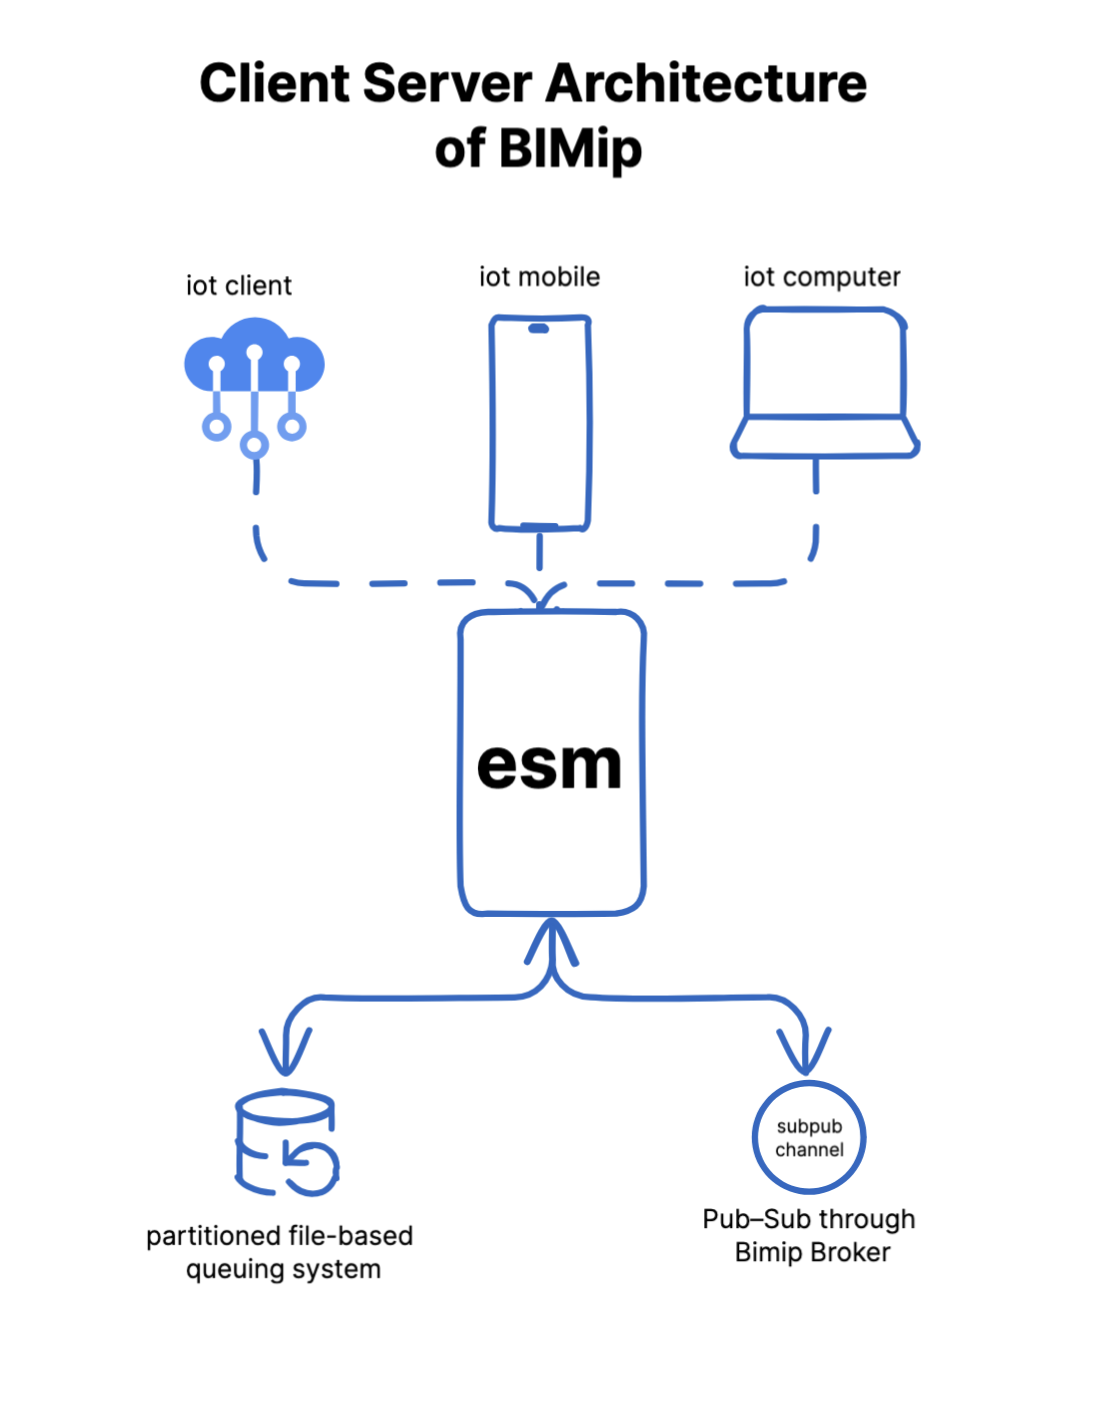 Client Server Architecture
of BIMip
iot client
iot mobile
iot computer
esm
subpub
channel
partitioned file-based
queuing system
Pub–Sub through
Bimip Broker